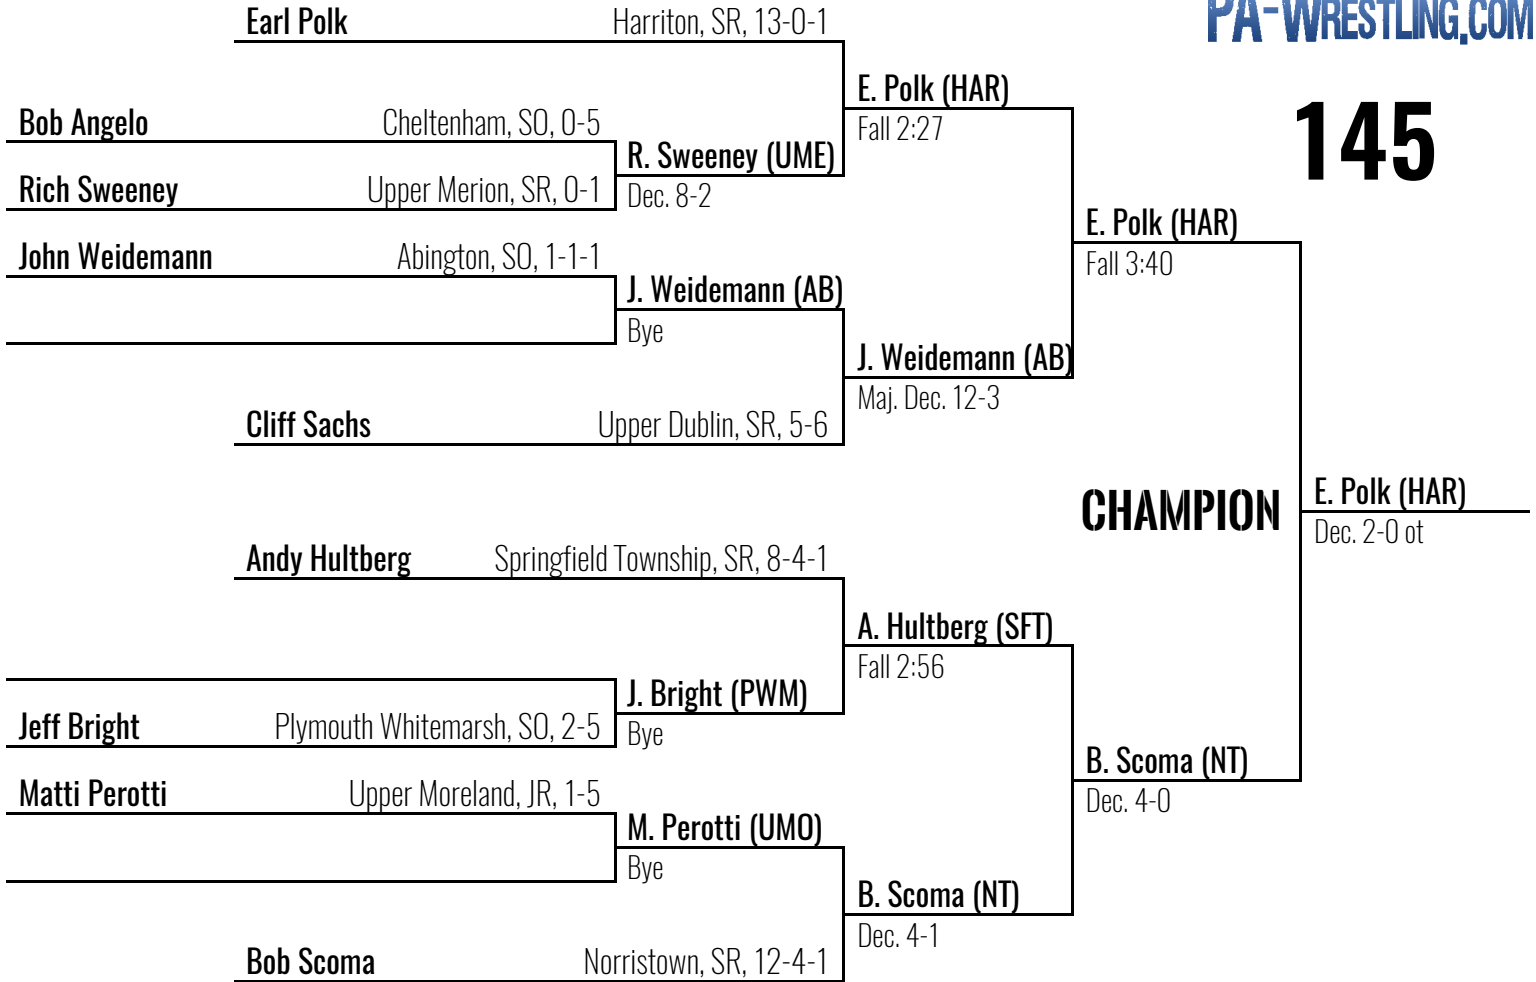 PA-WRESTLING.COM
145
Earl Polk Harriton, SR, 13-0-1
E. Polk (HAR)
Fall 2:27
Bob Angelo Cheltenham, SO, 0-5
R. Sweeney (UME)
Dec. 8-2
Rich Sweeney Upper Merion, SR, 0-1
E. Polk (HAR)
Fall 3:40
John Weidemann Abington, SO, 1-1-1
J. Weidemann (AB)
Bye
J. Weidemann (AB)
Maj. Dec. 12-3
Cliff Sachs Upper Dublin, SR, 5-6
CHAMPION
E. Polk (HAR)
Dec. 2-0 ot
Andy Hultberg Springfield Township, SR, 8-4-1
A. Hultberg (SFT)
Fall 2:56
J. Bright (PWM)
Bye
Jeff Bright Plymouth Whitemarsh, SO, 2-5
B. Scoma (NT)
Dec. 4-0
Matti Perotti Upper Moreland, JR, 1-5
M. Perotti (UMO)
Bye
B. Scoma (NT)
Dec. 4-1
Bob Scoma Norristown, SR, 12-4-1